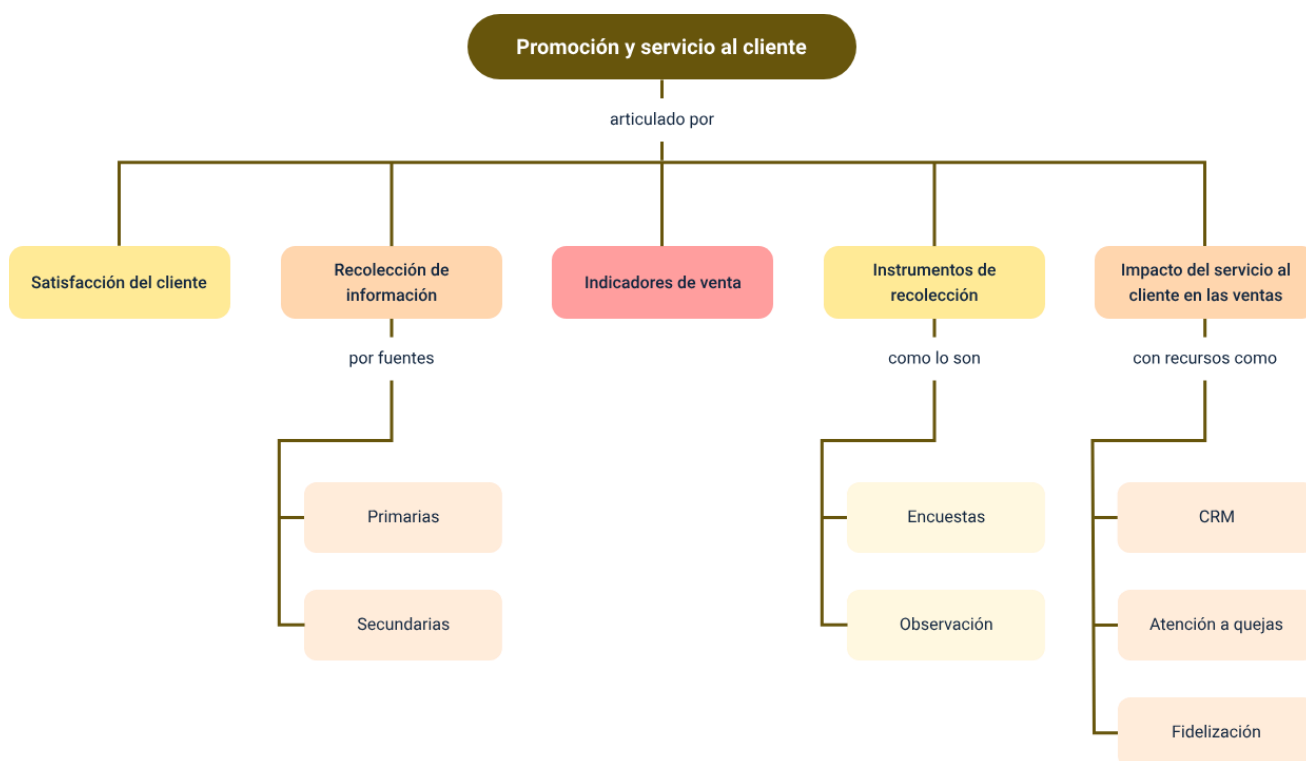 Promoción y servicio al cliente
articulado por
Satisfacción del cliente
Recolección de
información
Indicadores de venta
Instrumentos de
recolección
Impacto del servicio al
cliente en las ventas
por fuentes
como lo son
con recursos como
Primarias
Secundarias
Encuestas
Observación
CRM
Atención a quejas
Fidelización